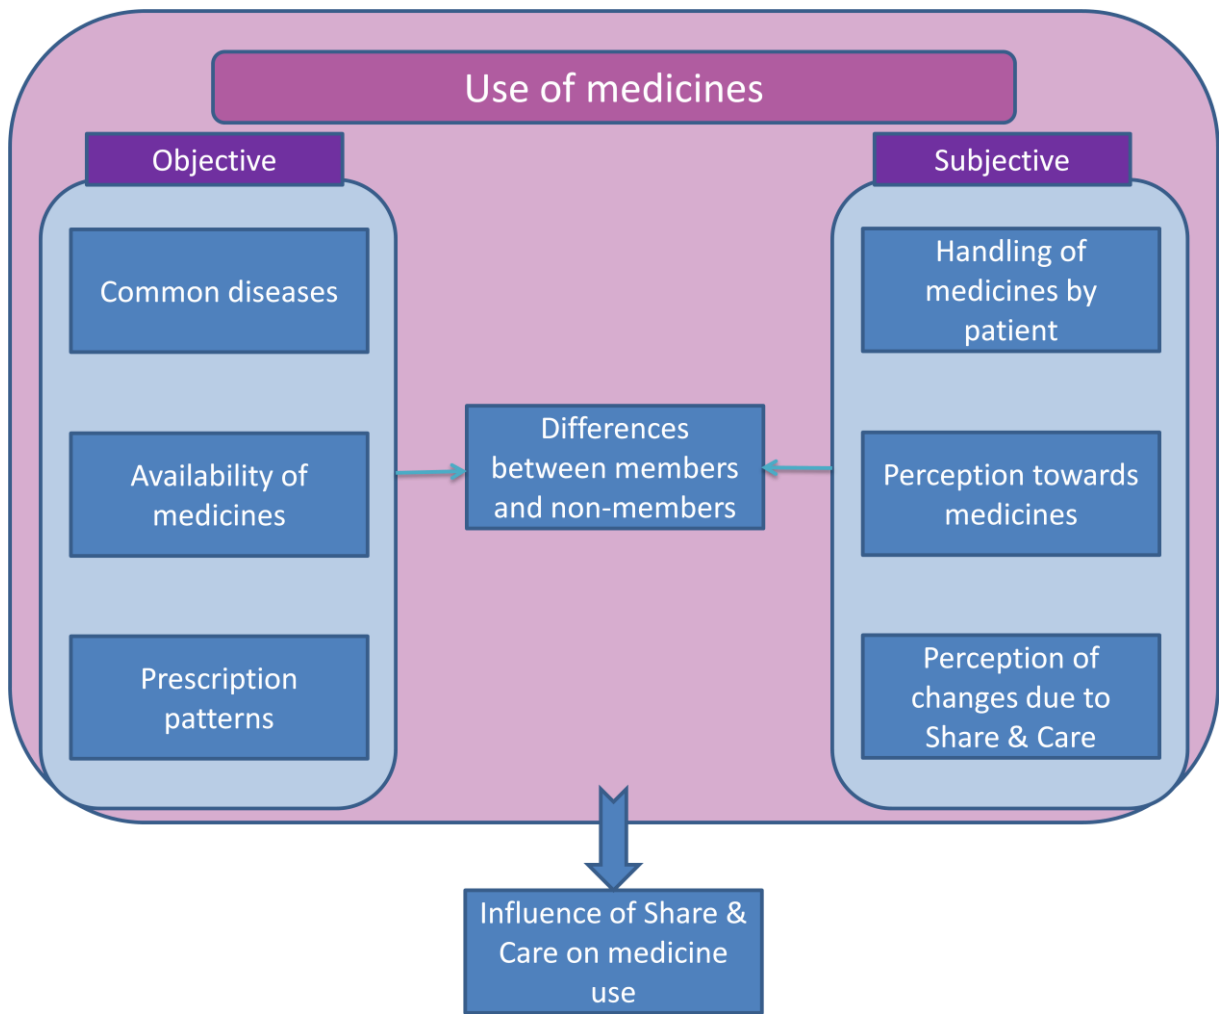 Use of medicines
Objective
Common diseases
Availability of
medicines
Prescription
patterns
Differences
between members
and non-members
Subjective
Handling of
medicines by
patient
Perception towards
medicines
Perception of
changes due to
Share & Care
Influence of Share &
Care on medicine
use